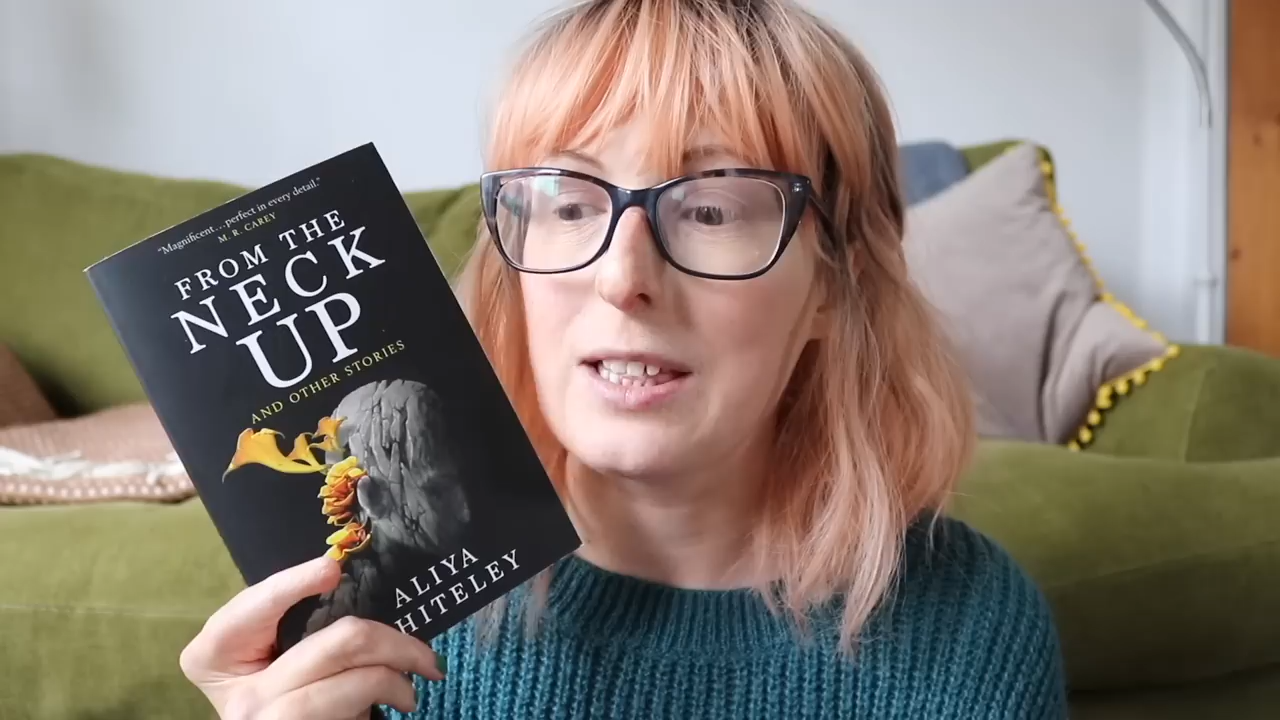 "Magnificent...perfect in every detail."
M. R. CAREY
FROM THE
NECK
UP
AND OTHER STORIES
ALIYA
HITELEY